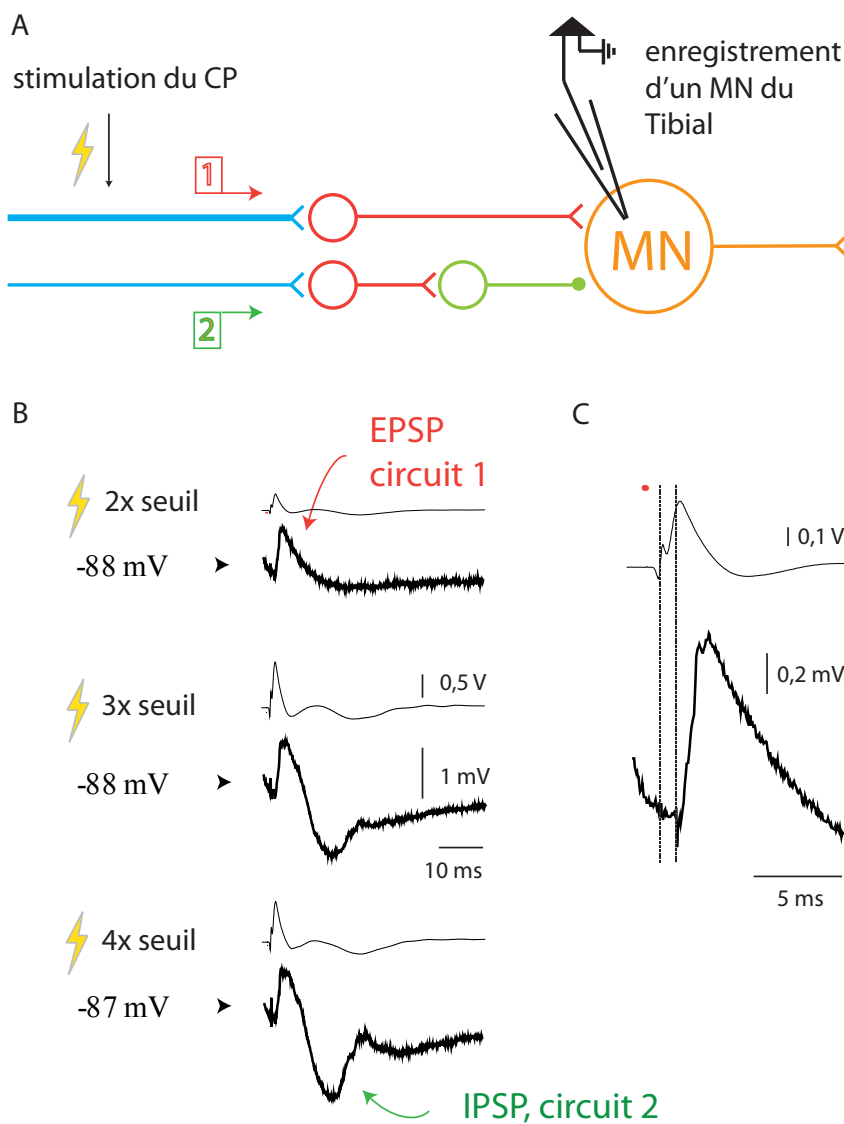 A
stimulation du CP
enregistrement
d'un MN du
Tibial
1
MN
2
B
EPSP
circuit 1
2x seuil
-88 mV
3x seuil
0,5 V
-88 mV
1 mV
10 ms
4x seuil
-87 mV
IPSP, circuit 2
C
0,1 V
0,2 mV
5 ms